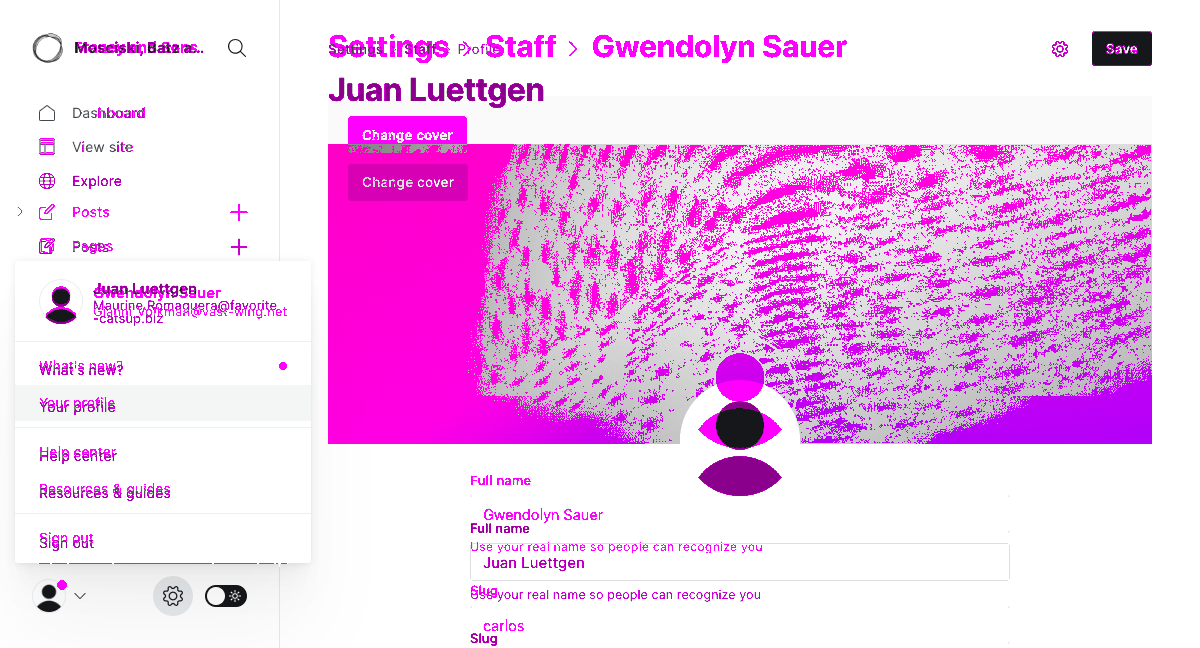 Settings Staff Profile
Settings Staff Gwendolyn Sauer
Save
Juan Luettgen
Change cover
Change cover
Dashboard
View site
Explore
Posts
Pages
Juan Luettgen
Gwendolyn Sauer
Maurine.Romaguera@favorite
-catsup.biz
Gianni_Volkman@vast-wing.net
What's new?
What's new?
Your profile
Your profile
Help center
Help center
Resources & guides
Resources & guides
Sign out
Sign out
Full name
Gwendolyn Sauer
Full name
Use your real name so people can recognize you
Juan Luettgen
Slug
Use your real name so people can recognize you
carlos
Slug